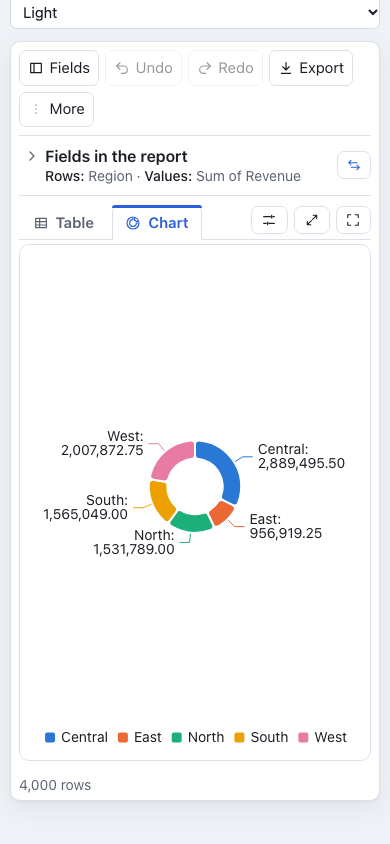 Light
Fields
Undo
Redo
Export
More
Fields in the report
Rows: Region · Values: Sum of Revenue
Table
Chart
West:
2,007,872.75
Central:
2,889,495.50
South:
1,565,049.00
East:
956,919.25
North:
1,531,789.00
Central
East
North
South
West
4,000 rows